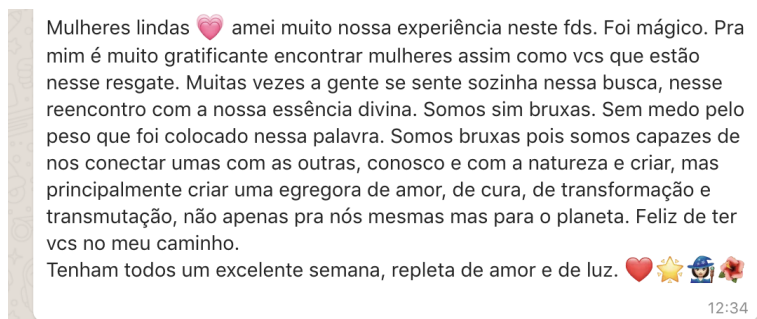 Mulheres lindas 💗 amei muito nossa experiência neste fds. Foi mágico. Pra
mim é muito gratificante encontrar mulheres assim como vcs que estão
nesse resgate. Muitas vezes a gente se sente sozinha nessa busca, nesse
reencontro com a nossa essência divina. Somos sim bruxas. Sem medo pelo
peso que foi colocado nessa palavra. Somos bruxas pois somos capazes de
nos conectar umas com as outras, conosco e com a natureza e criar, mas
principalmente criar uma egregora de amor, de cura, de transformação e
transmutação, não apenas pra nós mesmas mas para o planeta. Feliz de ter
vcs no meu caminho.
Tenham todos um excelente semana, repleta de amor e de luz. ❤️🌟🧙🏻‍♀️🌺
12:34